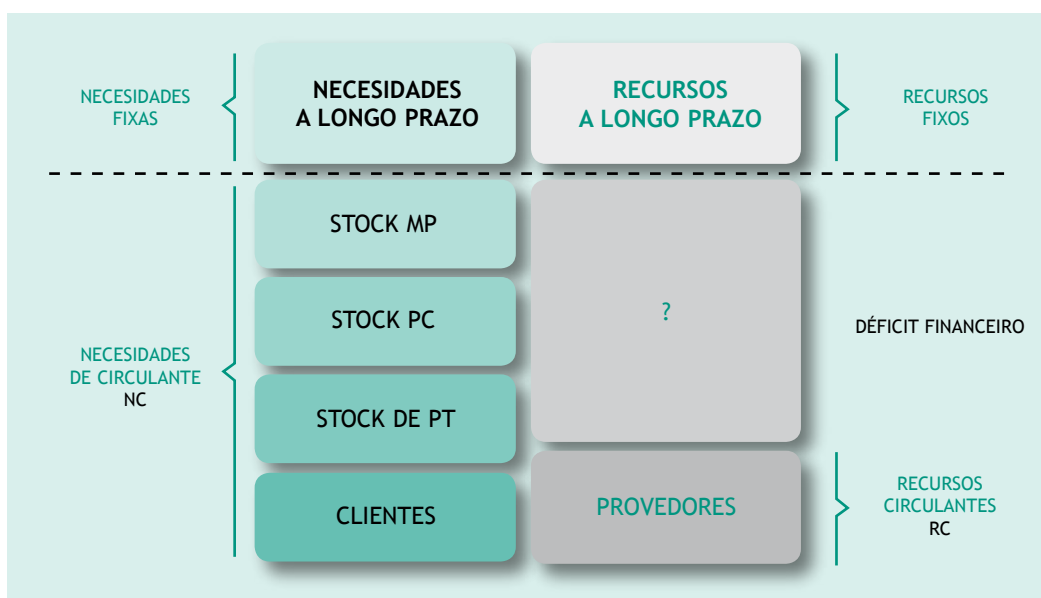 NECESIDADES
FIXAS
NECESIDADES
A LONGO PRAZO
RECURSOS
A LONGO PRAZO
RECURSOS
FIXOS
STOCK MP
STOCK PC
STOCK DE PT
CLIENTES
NECESIDADES
DE CIRCULANTE
NC
?
DÉFICIT FINANCEIRO
PROVEDORES
RECURSOS
CIRCULANTES
RC